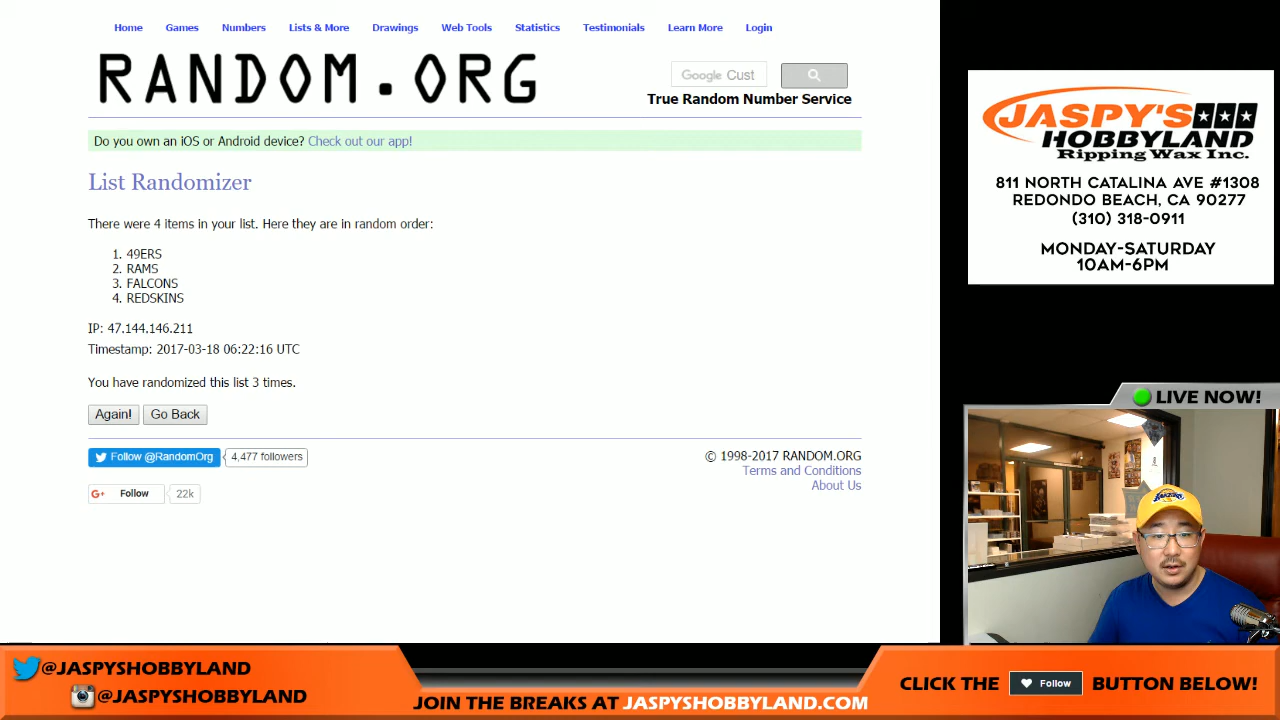 Home Games Numbers Lists & More Drawings Web Tools Statistics Testimonials Learn More Login
RANDOM.ORG
Google Cust
True Random Number Service
Do you own an iOS or Android device? Check out our app!
List Randomizer
There were 4 items in your list. Here they are in random order:
1. 49ERS
2. RAMS
3. FALCONS
4. REDSKINS
IP: 47.144.146.211
Timestamp: 2017-03-18 06:22:16 UTC
You have randomized this list 3 times.
Again! Go Back
Follow @RandomOrg 4,477 followers
G+ Follow 22k
© 1998-2017 RANDOM.ORG
Terms and Conditions
About Us
JASPY'S
HOBBYLAND
Ripping Wax Inc.
811 NORTH CATALINA AVE #1308
REDONDO BEACH, CA 90277
(310) 318-0911
MONDAY-SATURDAY
10AM-6PM
LIVE NOW!
@JASPYSHOBBYLAND
@JASPYSHOBBYLAND
JOIN THE BREAKS AT JASPYSHOBBYLAND.COM
CLICK THE Follow BUTTON BELOW!